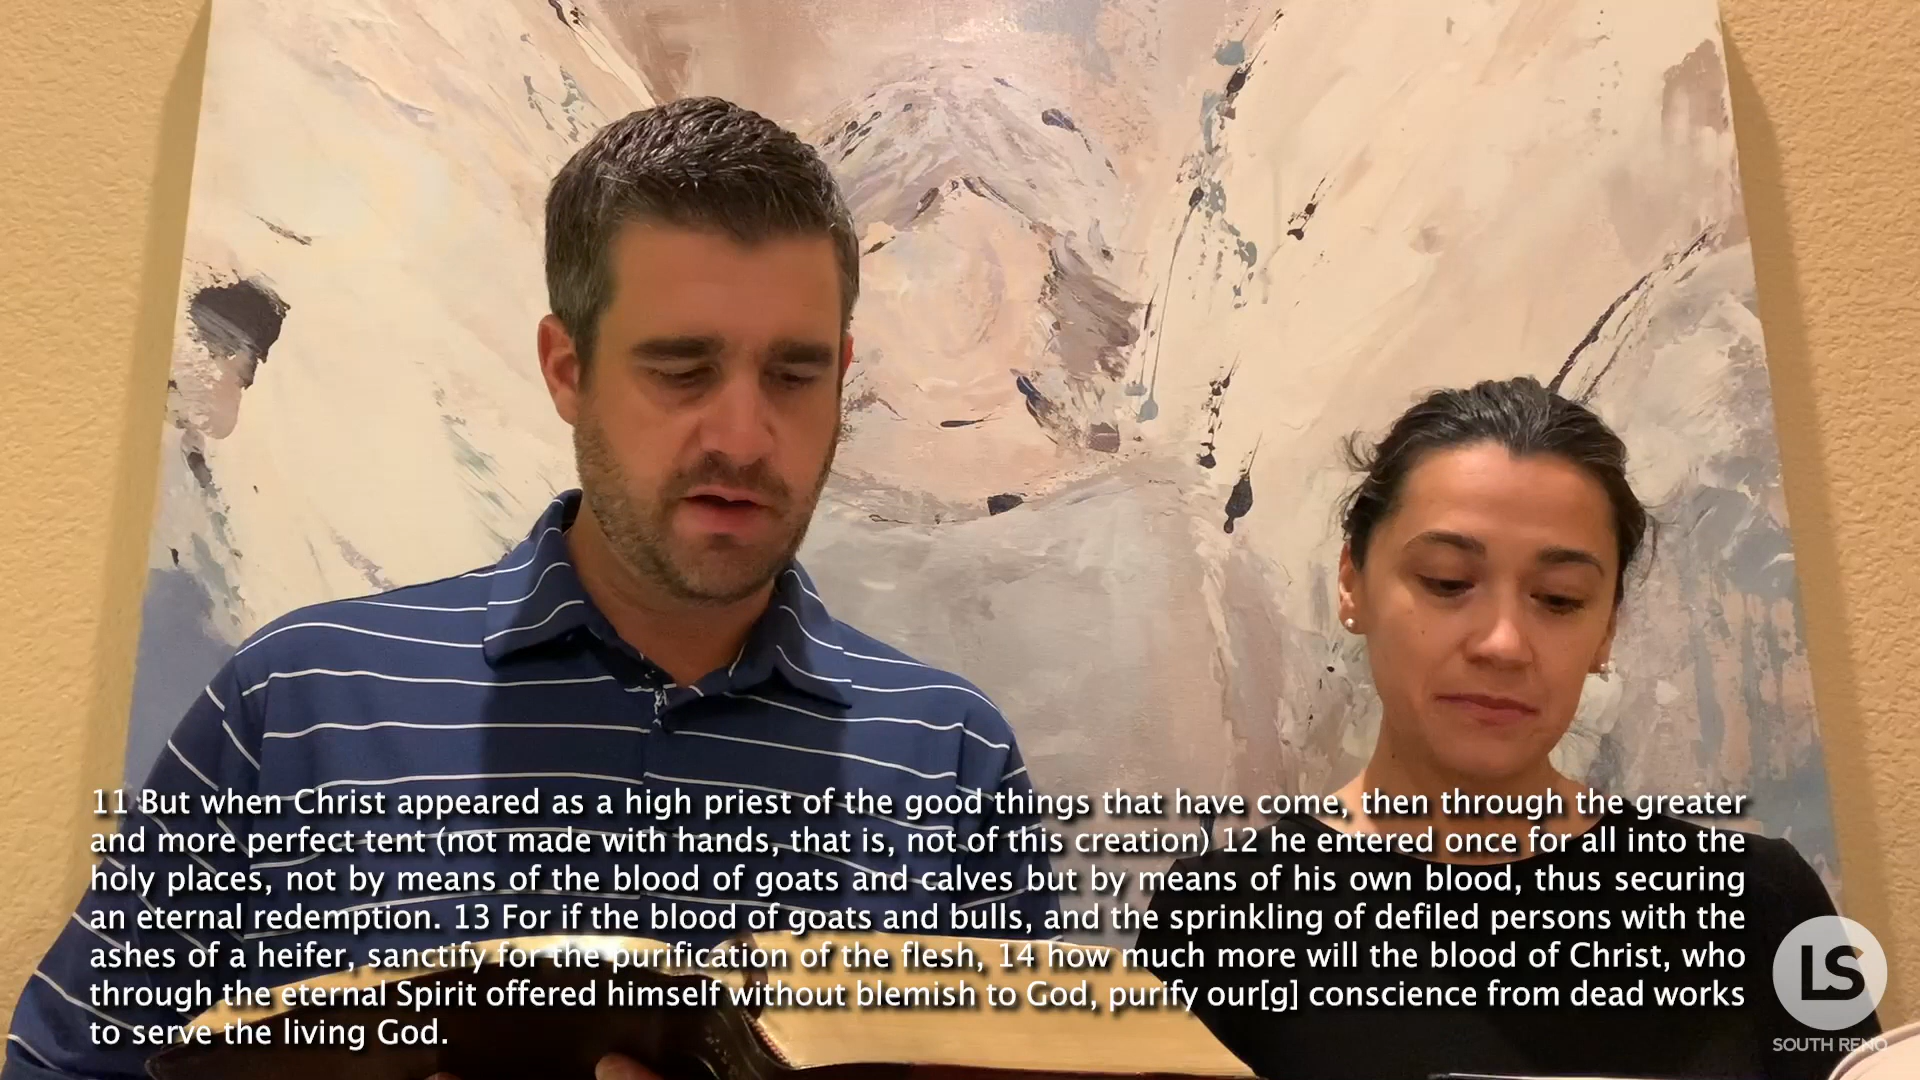 11 But when Christ appeared as a high priest of the good things that have come, then through the greater
and more perfect tent (not made with hands, that is, not of this creation) 12 he entered once for all into the
holy places, not by means of the blood of goats and calves but by means of his own blood, thus securing
an eternal redemption. 13 For if the blood of goats and bulls, and the sprinkling of defiled persons with the
ashes of a heifer, sanctify for the purification of the flesh, 14 how much more will the blood of Christ, who
through the eternal Spirit offered himself without blemish to God, purify our[g] conscience from dead works
to serve the living God.
LS
SOUTH RENO